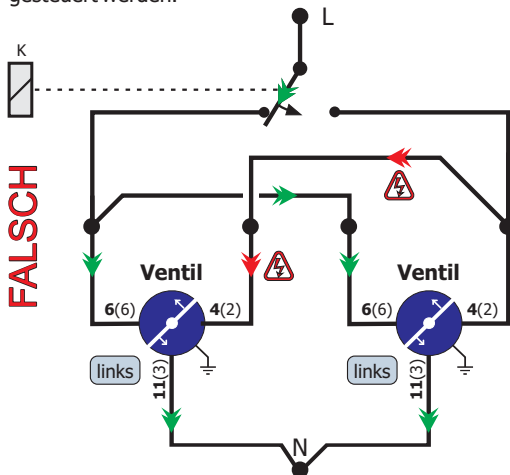 gesteuert werden.
L
K
FALSCH
Ventil
Ventil
6(6)
4(2)
6(6)
4(2)
links
11(3)
links
11(3)
N